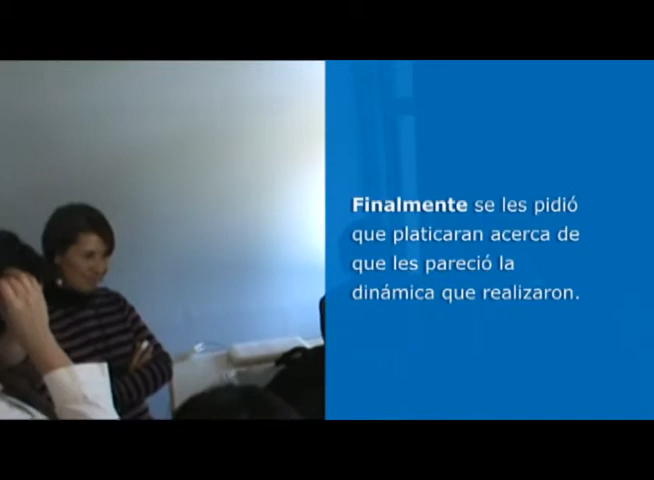 Finalmente se les pidió
que platicaran acerca de
que les pareció la
dinámica que realizaron.